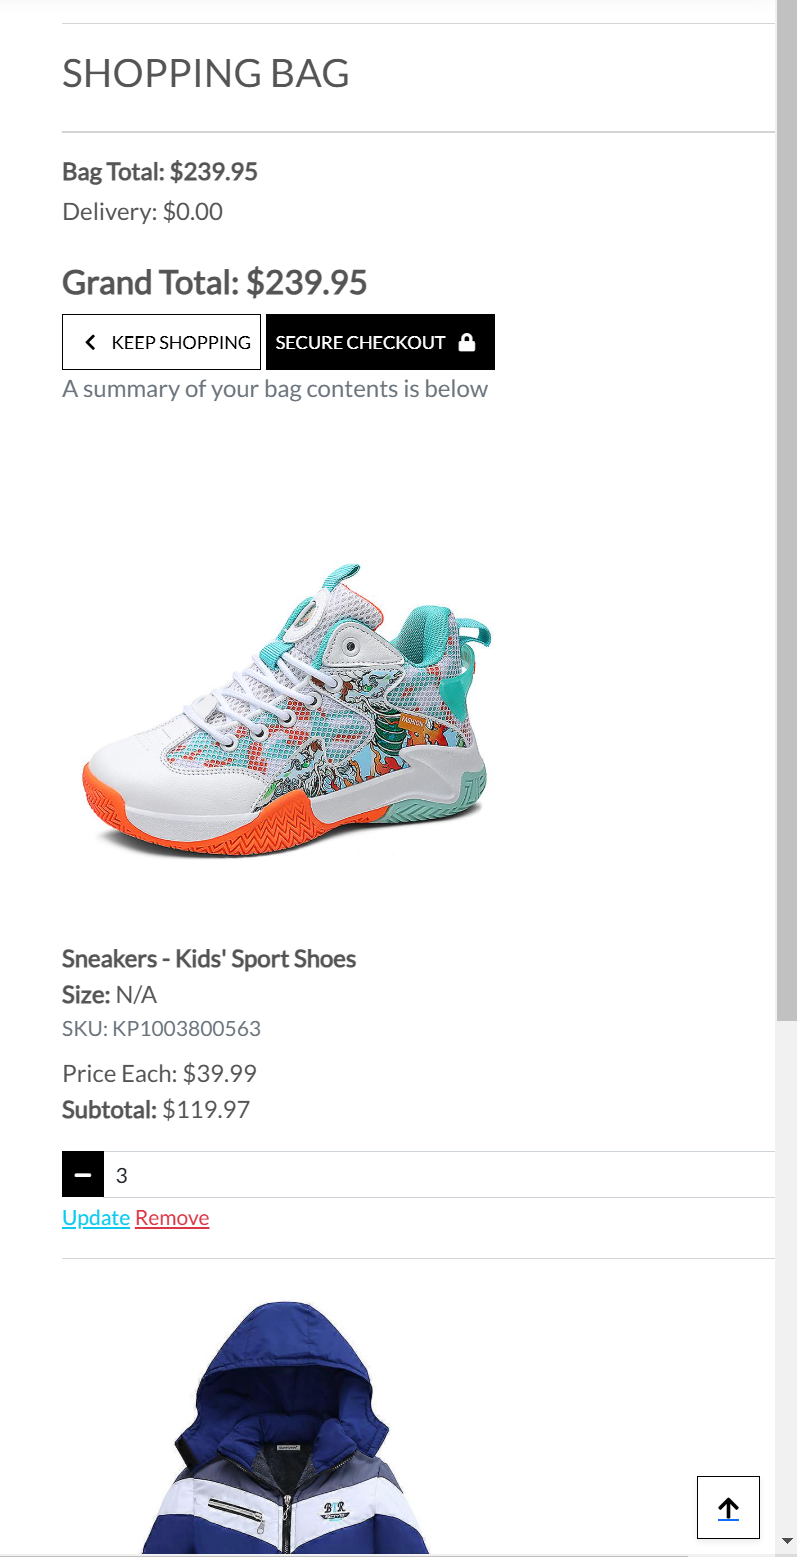 SHOPPING BAG
Bag Total: $239.95
Delivery: $0.00
Grand Total: $239.95
KEEP SHOPPING SECURE CHECKOUT
A summary of your bag contents is below
FASHION
Sneakers - Kids' Sport Shoes
Size: N/A
SKU: KP1003800563
Price Each: $39.99
Subtotal: $119.97
3
Update Remove
BTR